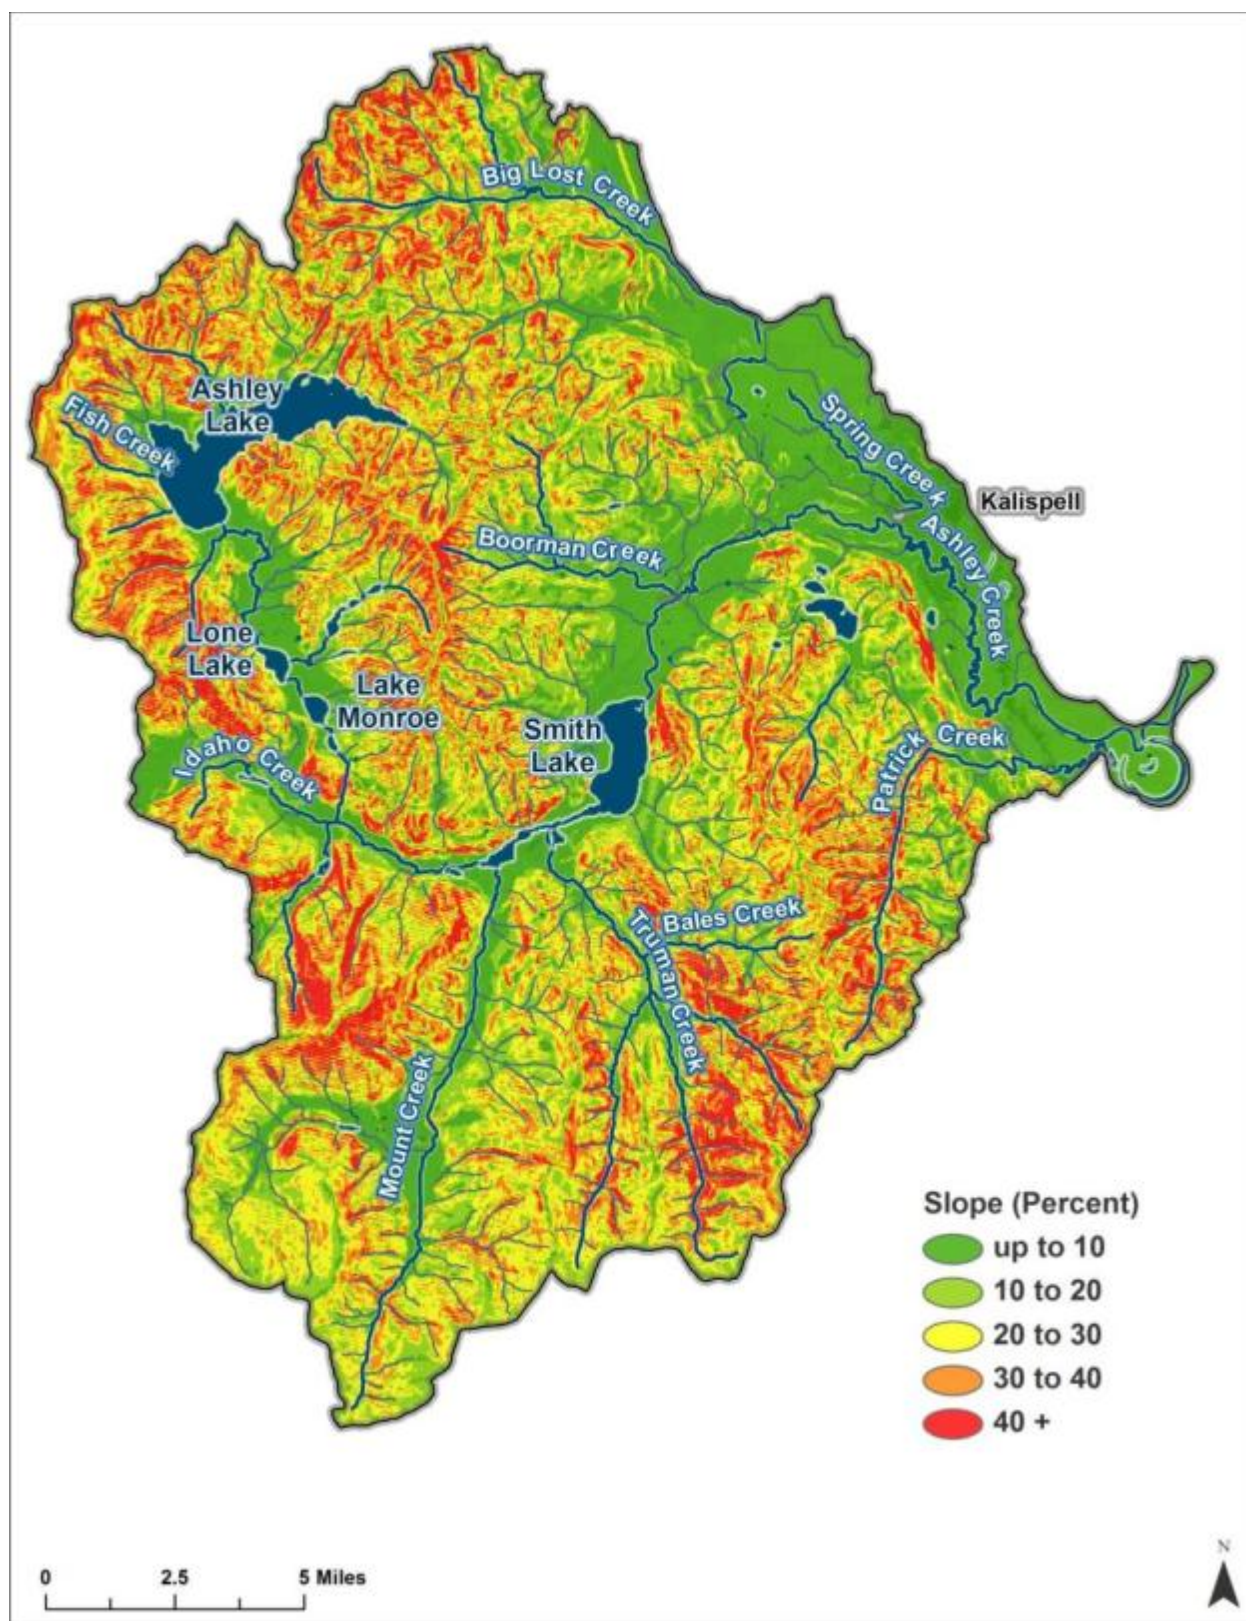 Big Lost Creek
Ashley
Lake
Fish Creek
Spring Creek
Kalispell
Ashley Creek
Boorman Creek
Lone
Lake
Lake
Monroe
Smith
Lake
Idaho Creek
Patrick Creek
Bales Creek
Truman Creek
Mount Creek
Slope (Percent)
up to 10
10 to 20
20 to 30
30 to 40
40 +
0 2.5 5 Miles
N